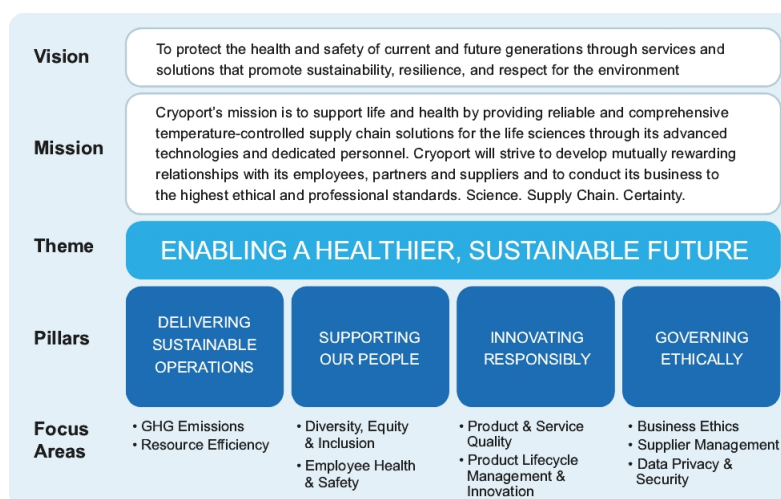 Vision
To protect the health and safety of current and future generations through services and
solutions that promote sustainability, resilience, and respect for the environment
Mission
Cryoport's mission is to support life and health by providing reliable and comprehensive
temperature-controlled supply chain solutions for the life sciences through its advanced
technologies and dedicated personnel. Cryoport will strive to develop mutually rewarding
relationships with its employees, partners and suppliers and to conduct its business to
the highest ethical and professional standards. Science. Supply Chain. Certainty.
Theme
ENABLING A HEALTHIER, SUSTAINABLE FUTURE
Pillars
DELIVERING
SUSTAINABLE
OPERATIONS
SUPPORTING
OUR PEOPLE
INNOVATING
RESPONSIBLY
GOVERNING
ETHICALLY
Focus
Areas
• GHG Emissions
• Resource Efficiency
• Diversity, Equity
& Inclusion
• Employee Health
& Safety
• Product & Service
Quality
• Product Lifecycle
Management &
Innovation
• Business Ethics
• Supplier Management
• Data Privacy &
Security